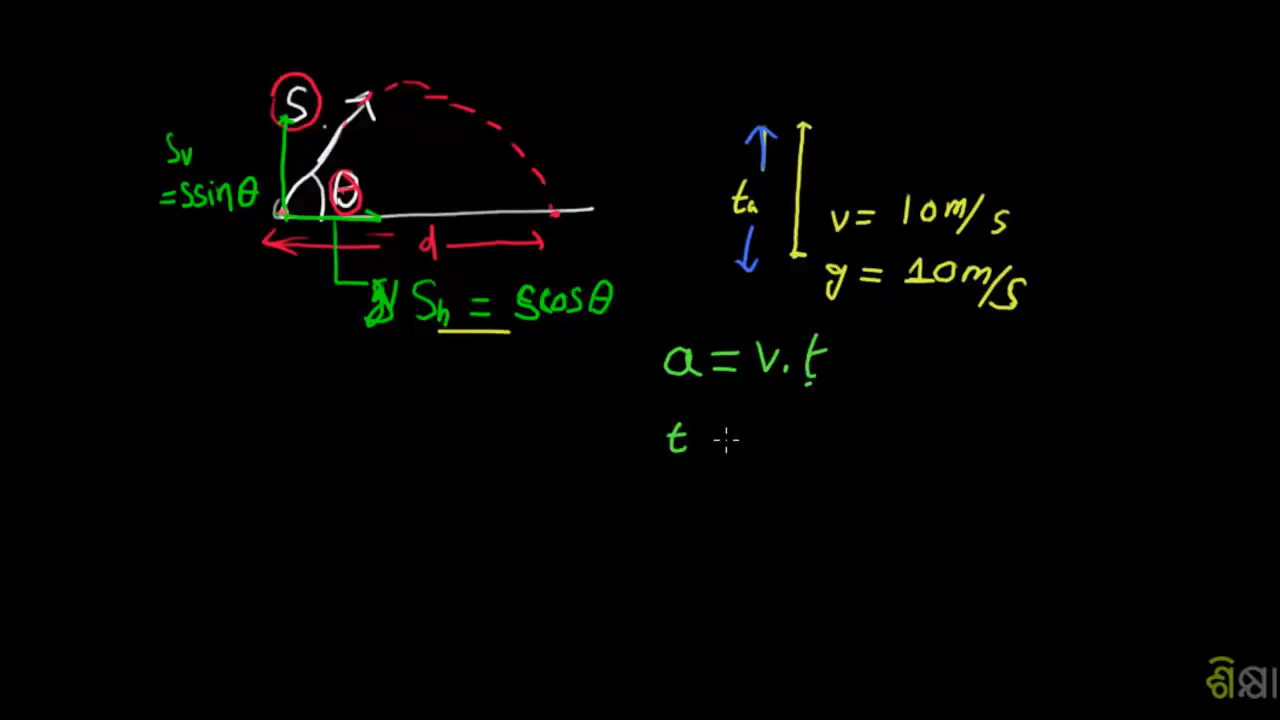 S
Sv
=ssinθ
θ
d
Sh = scosθ
ta
v= 10m/s
g = 10m/s
a = v.t
t
ଶିକ୍ଷା